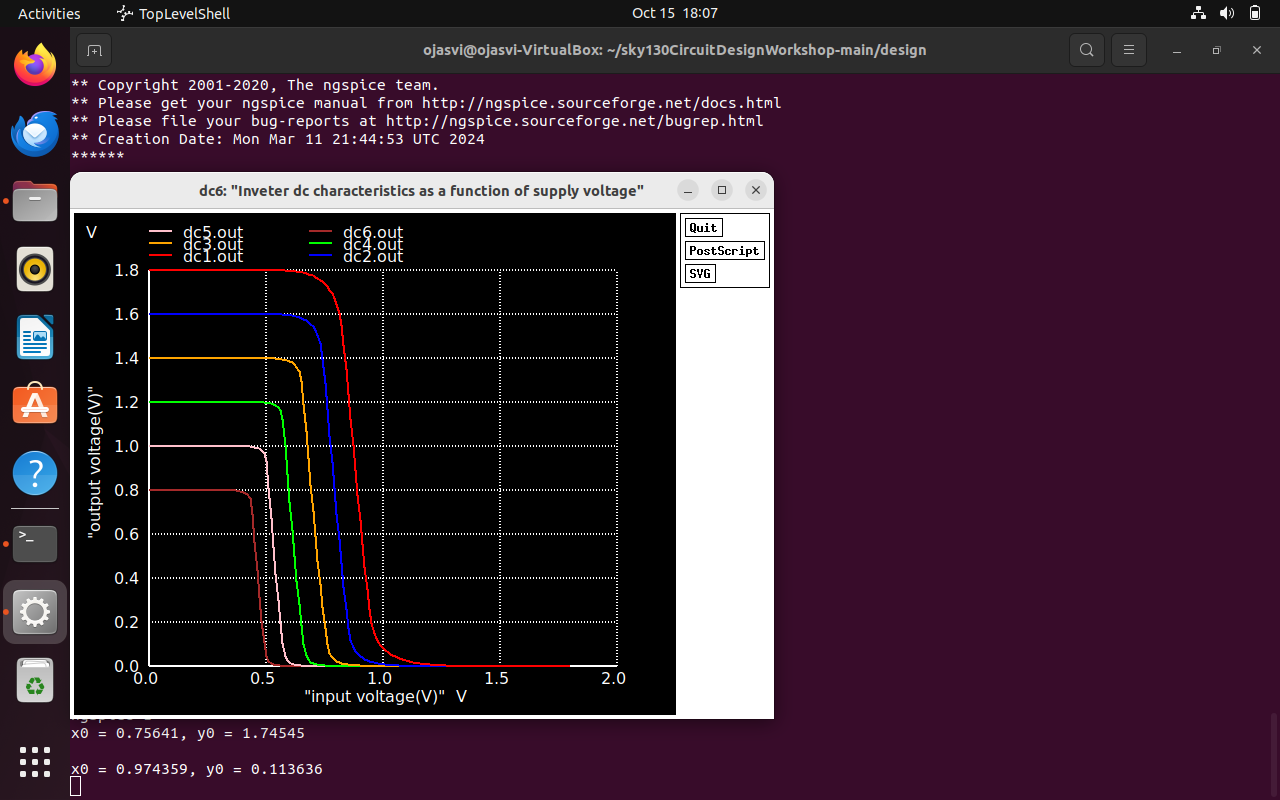 Activities TopLevelShell Oct 15 18:07
ojasvi@ojasvi-VirtualBox: ~/sky130CircuitDesignWorkshop-main/design
** Copyright 2001-2020, The ngspice team.
** Please get your ngspice manual from http://ngspice.sourceforge.net/docs.html
** Please file your bug-reports at http://ngspice.sourceforge.net/bugrep.html
** Creation Date: Mon Mar 11 21:44:53 UTC 2024
******
dc6: "Inveter dc characteristics as a function of supply voltage"
V
dc5.out dc6.out
dc3.out dc4.out
dc1.out dc2.out
Quit
PostScript
SVG
1.8
1.6
1.4
1.2
1.0
0.8
0.6
0.4
0.2
0.0
"output voltage(V)"
0.0 0.5 1.0 1.5 2.0
"input voltage(V)" V
x0 = 0.75641, y0 = 1.74545
x0 = 0.974359, y0 = 0.113636